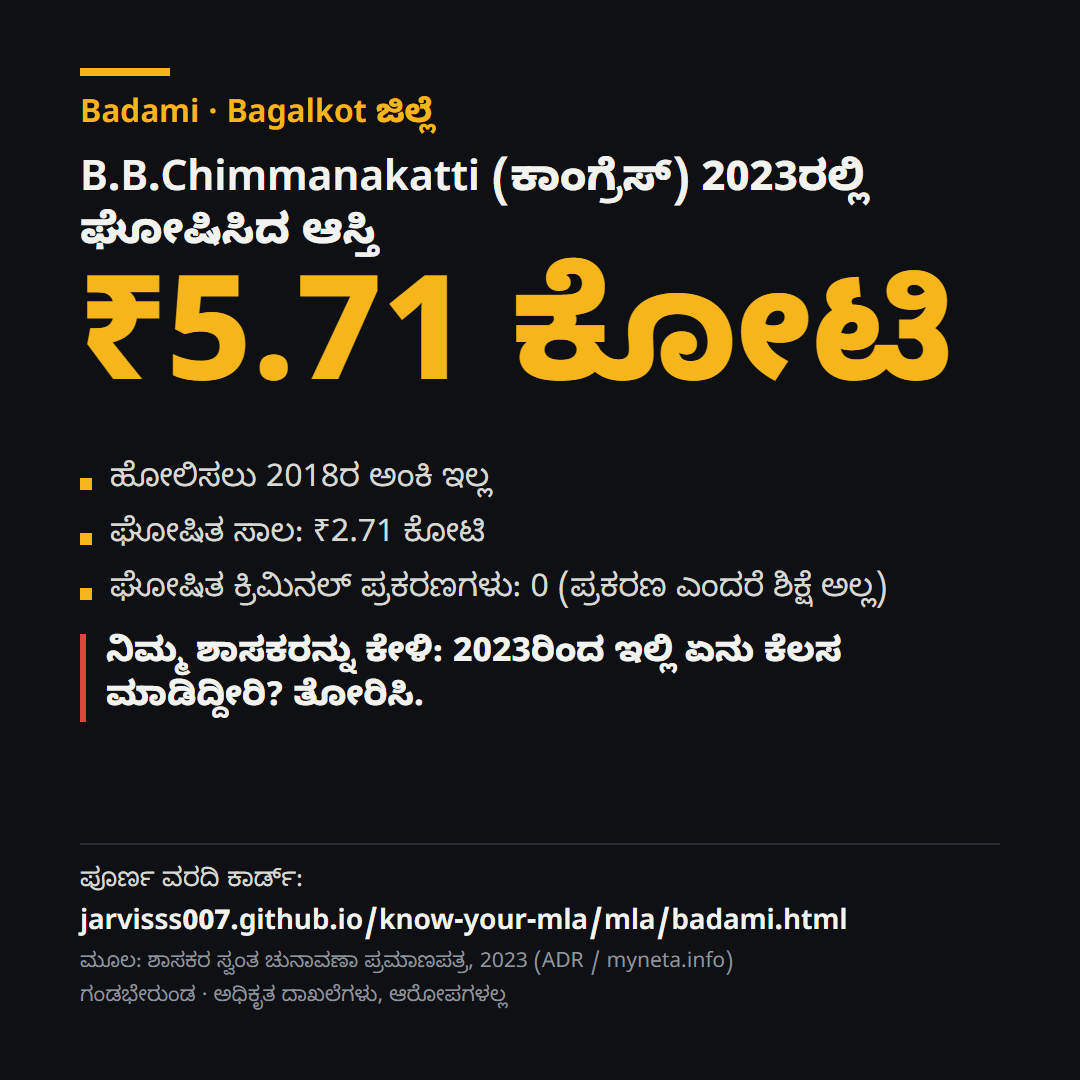 Badami · Bagalkot ಜಿಲ್ಲೆ
B.B.Chimmanakatti (ಕಾಂಗ್ರೆಸ್) 2023ರಲ್ಲಿ
ಘೋಷಿಸಿದ ಆಸ್ತಿ
₹5.71 ಕೋಟಿ
ಹೋಲಿಸಲು 2018ರ ಅಂಕಿ ಇಲ್ಲ
ಘೋಷಿತ ಸಾಲ: ₹2.71 ಕೋಟಿ
ಘೋಷಿತ ಕ್ರಿಮಿನಲ್ ಪ್ರಕರಣಗಳು: 0 (ಪ್ರಕರಣ ಎಂದರೆ ಶಿಕ್ಷೆ ಅಲ್ಲ)
ನಿಮ್ಮ ಶಾಸಕರನ್ನು ಕೇಳಿ: 2023ರಿಂದ ಇಲ್ಲಿ ಏನು ಕೆಲಸ
ಮಾಡಿದ್ದೀರಿ? ತೋರಿಸಿ.
ಪೂರ್ಣ ವರದಿ ಕಾರ್ಡ್:
jarvisss007.github.io/know-your-mla/mla/badami.html
ಮೂಲ: ಶಾಸಕರ ಸ್ವಂತ ಚುನಾವಣಾ ಪ್ರಮಾಣಪತ್ರ, 2023 (ADR / myneta.info)
ಗಂಡಭೇರುಂಡ · ಅಧಿಕೃತ ದಾಖಲೆಗಳು, ಆರೋಪಗಳಲ್ಲ